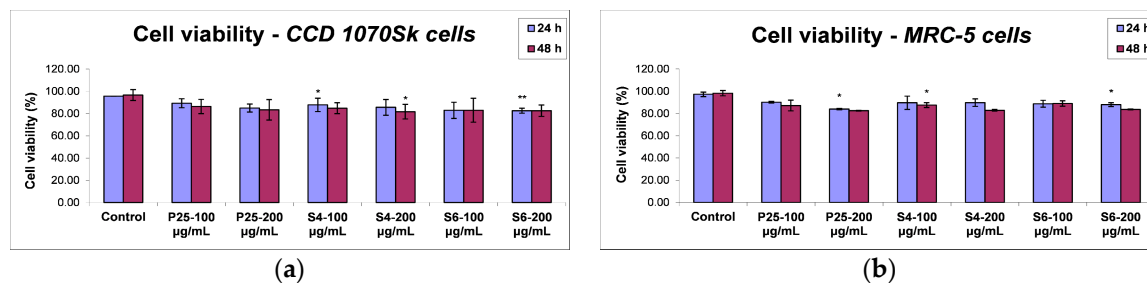 Cell viability - CCD 1070Sk cells
24 h
48 h
Cell viability (%)
120.00
100.00
80.00
60.00
40.00
20.00
0.00
*
*
**
Control
P25-100
µg/mL
P25-200
µg/mL
S4-100
µg/mL
S4-200
µg/mL
S6-100
µg/mL
S6-200
µg/mL
(a)
Cell viability - MRC-5 cells
24 h
48 h
Cell viability (%)
120.00
100.00
80.00
60.00
40.00
20.00
0.00
*
*
*
Control
P25-100
µg/mL
P25-200
µg/mL
S4-100
µg/mL
S4-200
µg/mL
S6-100
µg/mL
S6-200
µg/mL
(b)